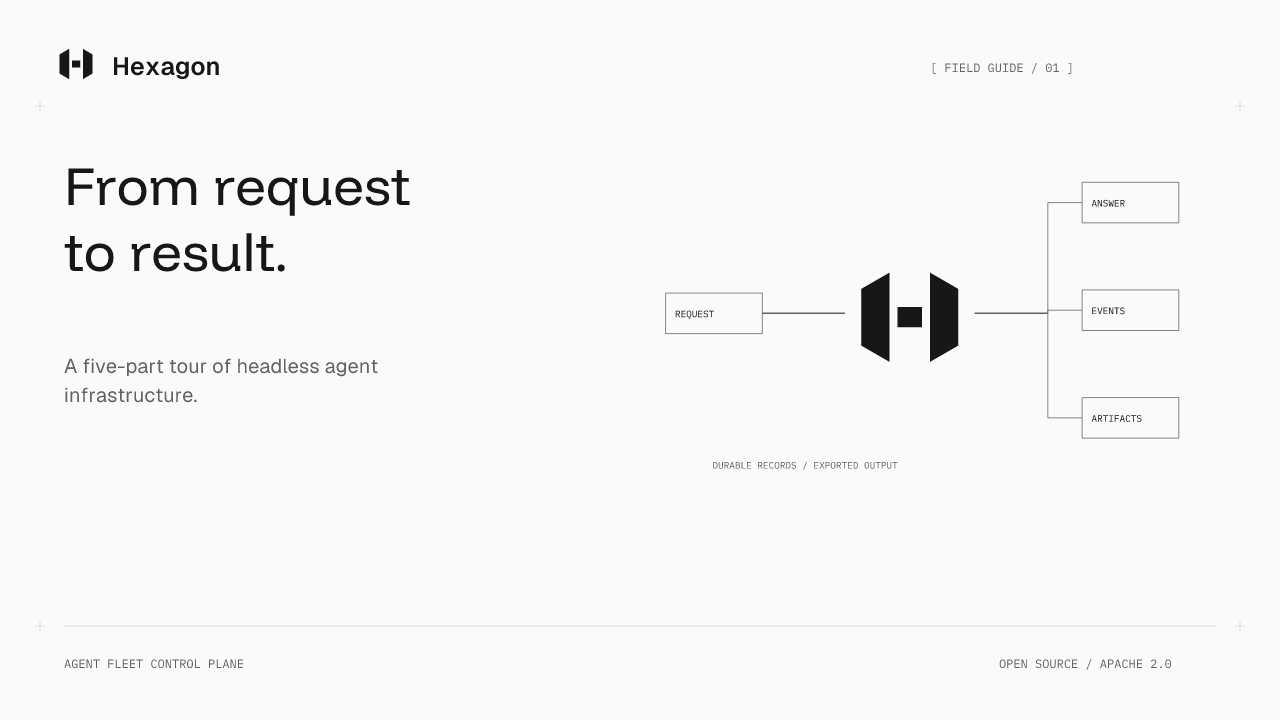 Hexagon
[ FIELD GUIDE / 01 ]
From request
to result.
A five-part tour of headless agent
infrastructure.
REQUEST
ANSWER
EVENTS
ARTIFACTS
DURABLE RECORDS / EXPORTED OUTPUT
AGENT FLEET CONTROL PLANE
OPEN SOURCE / APACHE 2.0